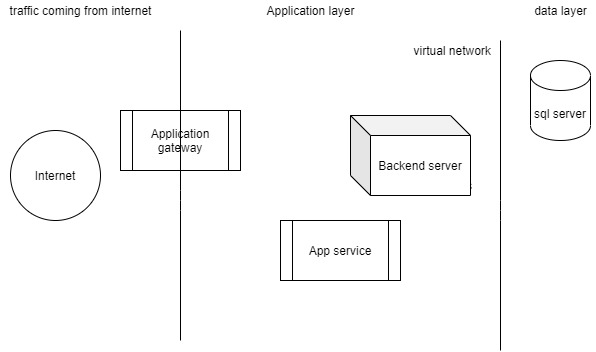 traffic coming from internet
Application layer
data layer
virtual network
sql server
Application
gateway
Backend server
Internet
App service